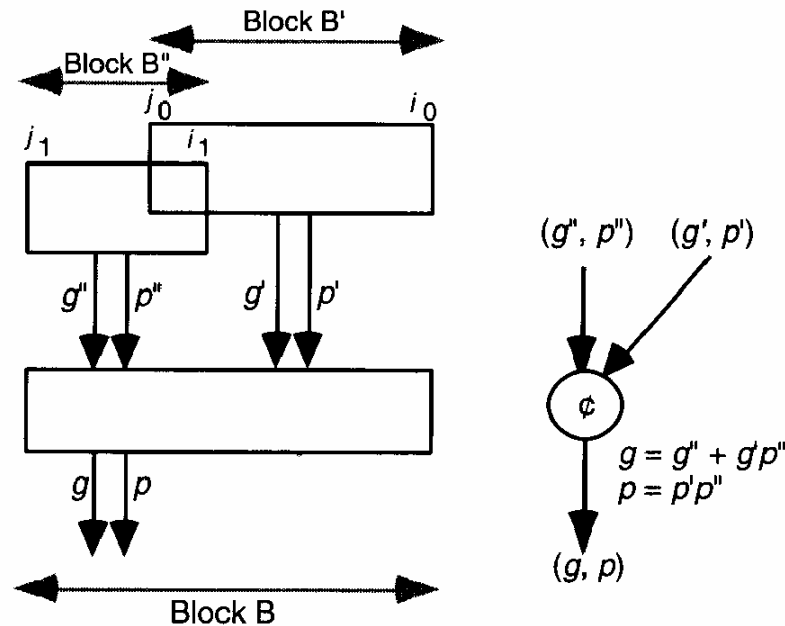 Block B'
Block B"
j0 i0
j1 i1
(g", p") (g', p')
g" p" g' p'
¢
g = g" + g'p"
p = p'p"
g p
(g, p)
Block B